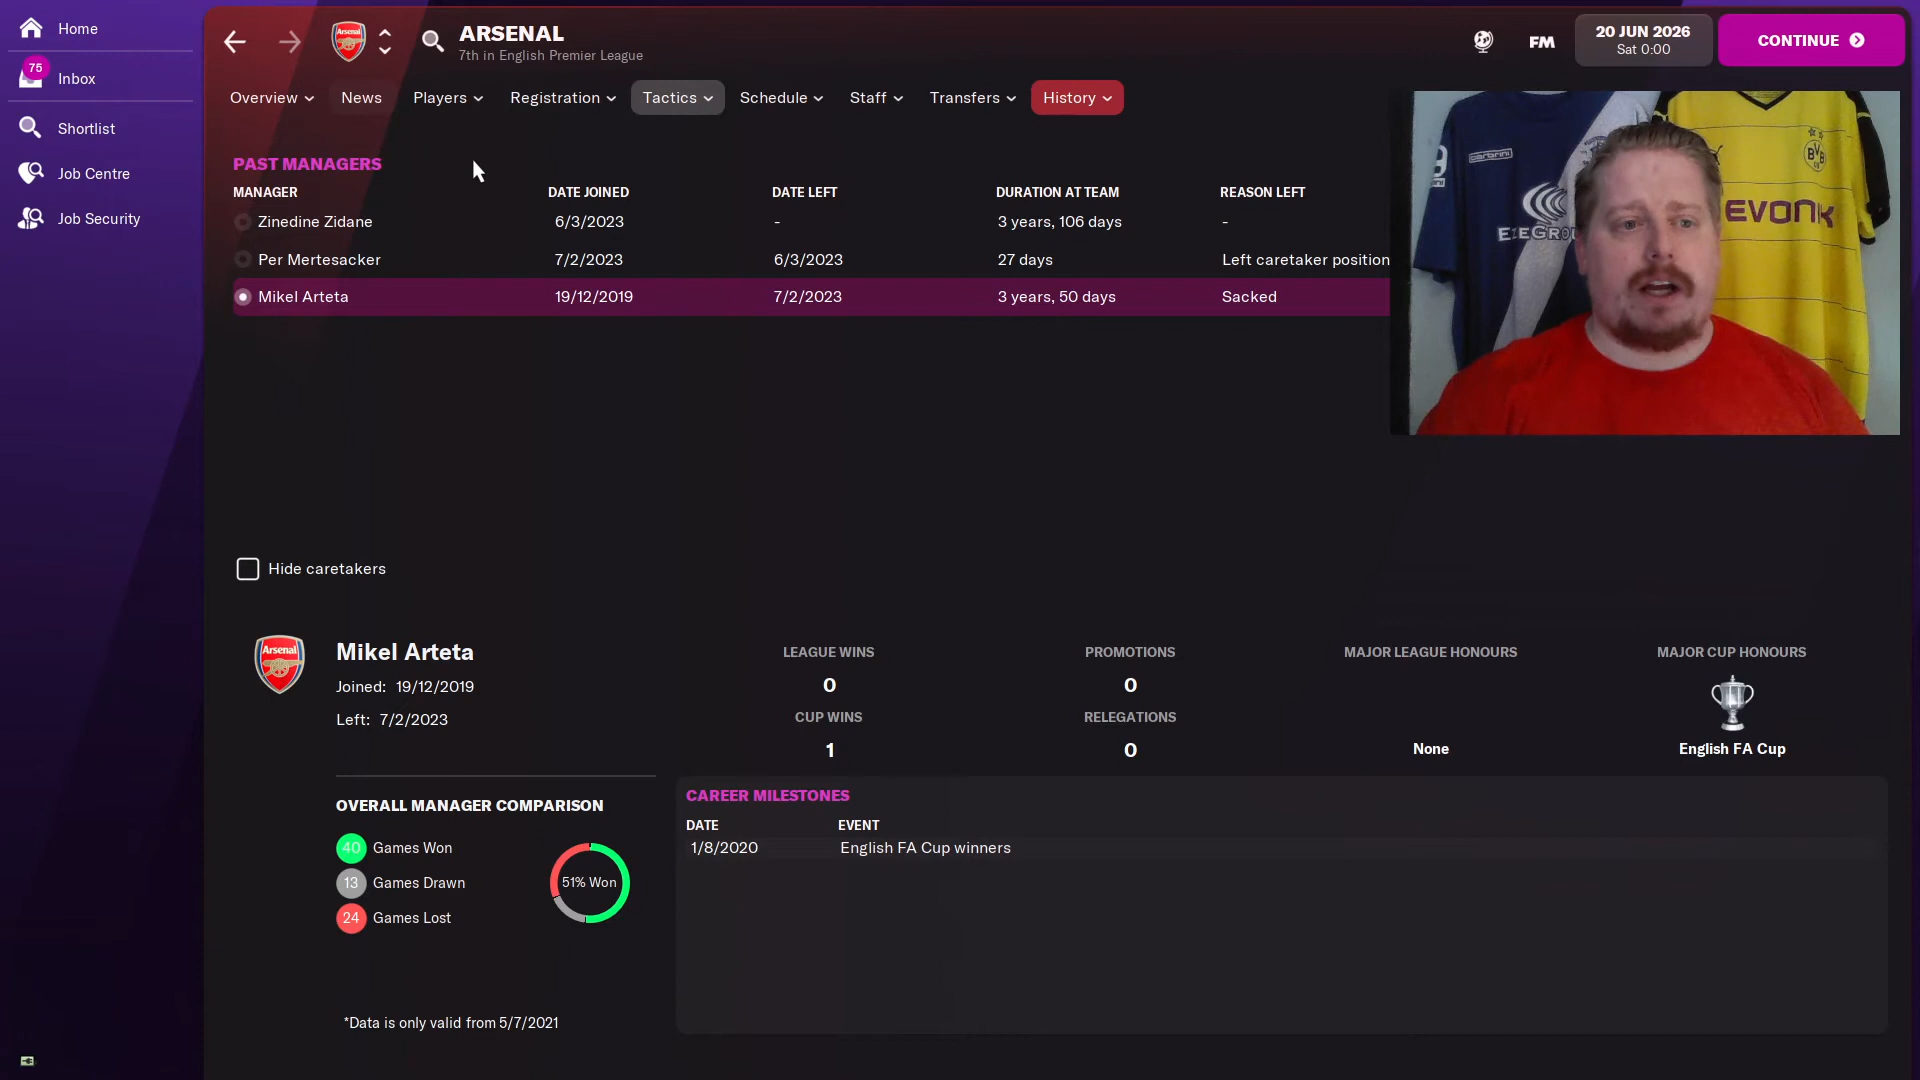 Home
75
Inbox
Shortlist
Job Centre
Job Security
Arsenal
ARSENAL
7th in English Premier League
FM
20 JUN 2026
Sat 0:00
CONTINUE
Overview
News
Players
Registration
Tactics
Schedule
Staff
Transfers
History
PAST MANAGERS
MANAGER DATE JOINED DATE LEFT DURATION AT TEAM REASON LEFT
Zinedine Zidane 6/3/2023 - 3 years, 106 days -
Per Mertesacker 7/2/2023 6/3/2023 27 days Left caretaker position
Mikel Arteta 19/12/2019 7/2/2023 3 years, 50 days Sacked
garbarini
BVB
EVONIK
Hide caretakers
Arsenal
Mikel Arteta
Joined: 19/12/2019
Left: 7/2/2023
LEAGUE WINS
0
CUP WINS
1
PROMOTIONS
0
RELEGATIONS
0
MAJOR LEAGUE HONOURS
None
MAJOR CUP HONOURS
English FA Cup
OVERALL MANAGER COMPARISON
40 Games Won
13 Games Drawn
24 Games Lost
51% Won
*Data is only valid from 5/7/2021
CAREER MILESTONES
DATE EVENT
1/8/2020 English FA Cup winners